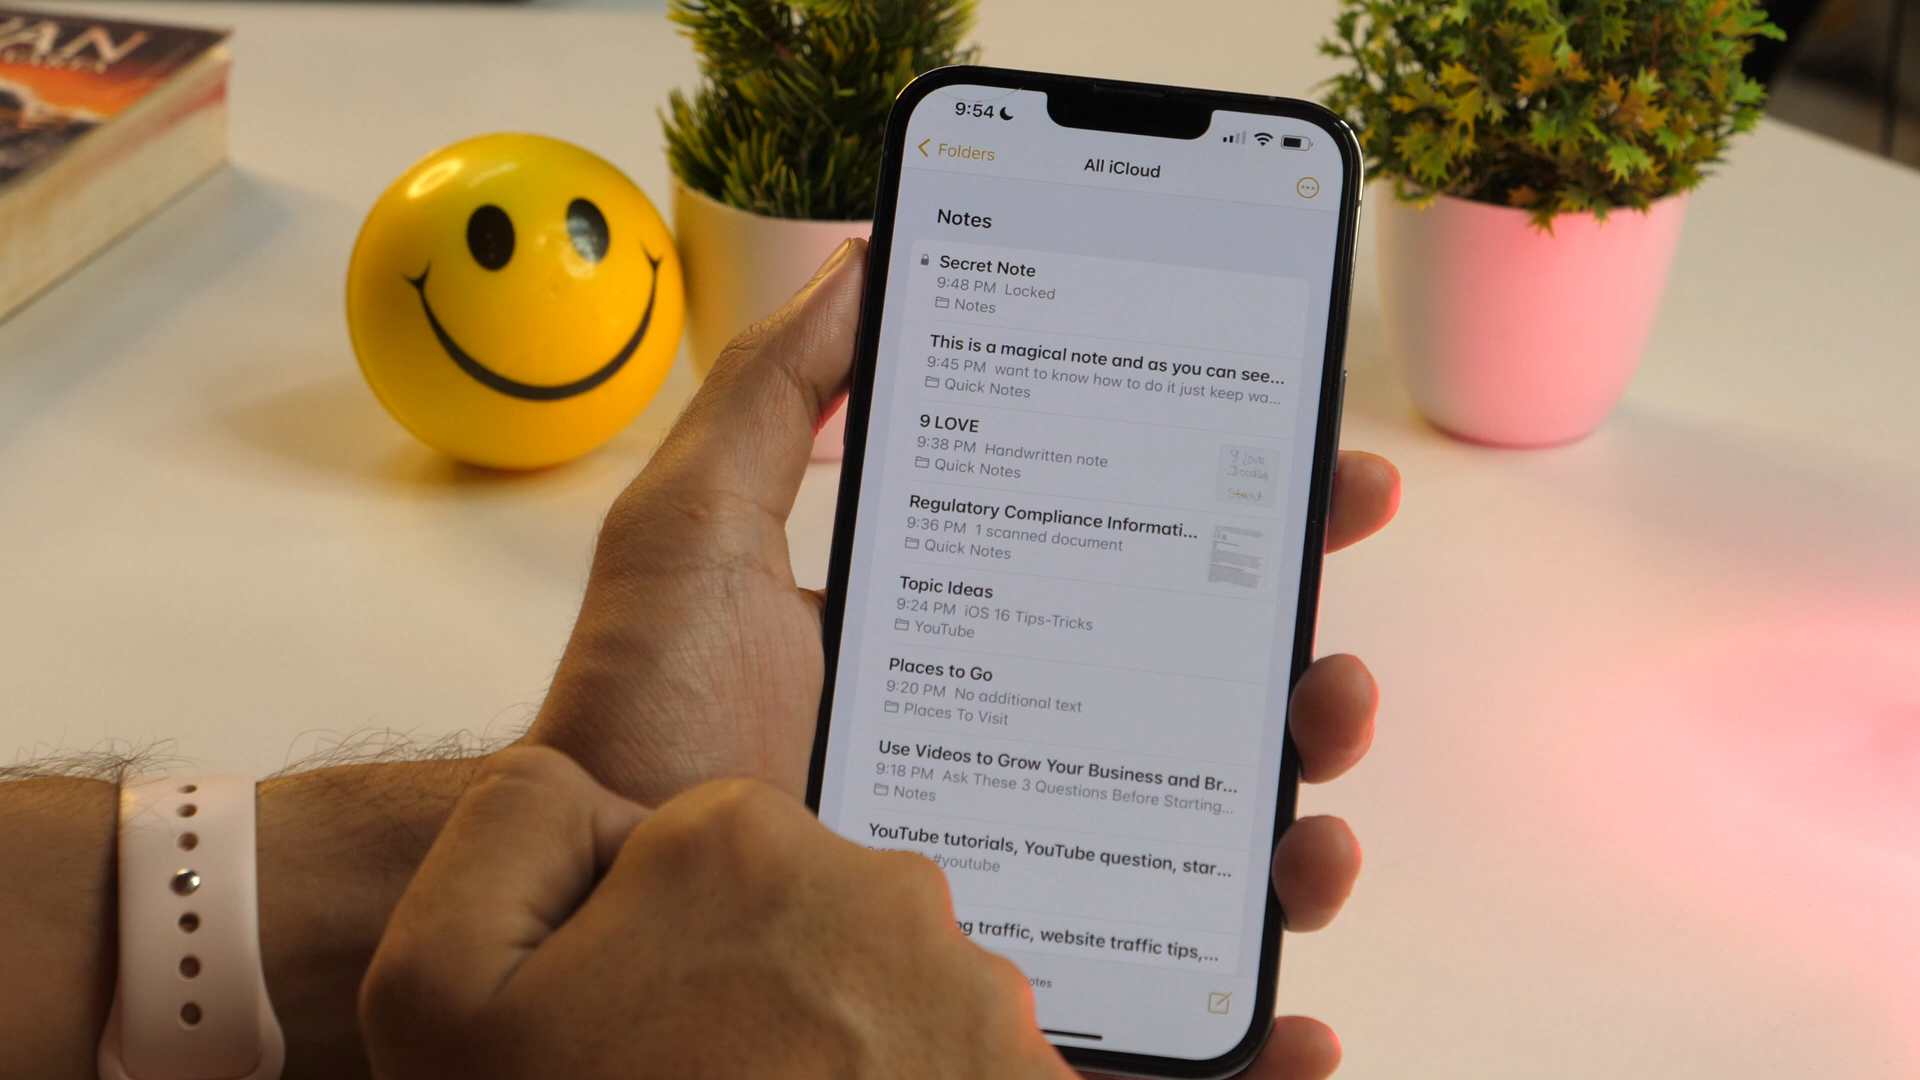 VAN
9:54
Folders
All iCloud
Notes
Secret Note
9:48 PM Locked
Notes
This is a magical note and as you can see...
9:45 PM want to know how to do it just keep wa...
Quick Notes
9 LOVE
9:38 PM Handwritten note
Quick Notes
9 Love
Start
Regulatory Compliance Informati...
9:36 PM 1 scanned document
Quick Notes
Topic Ideas
9:24 PM iOS 16 Tips-Tricks
YouTube
Places to Go
9:20 PM No additional text
Places To Visit
Use Videos to Grow Your Business and Br...
9:18 PM Ask These 3 Questions Before Starting...
Notes
YouTube tutorials, YouTube question, star...
#youtube
traffic, website traffic tips,...